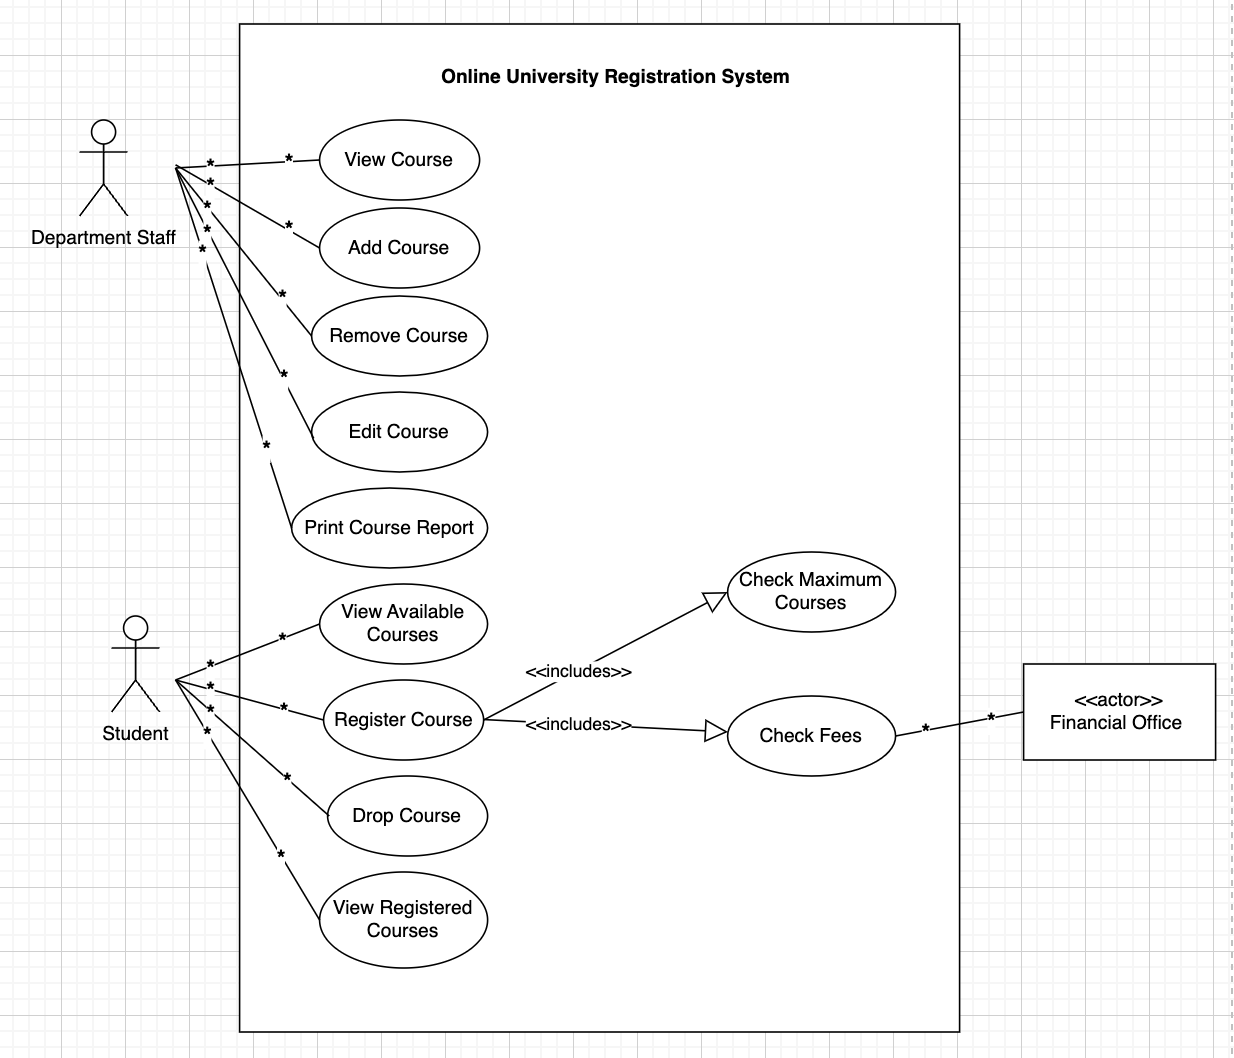 Online University Registration System
Department Staff
* *
View Course
* *
Add Course
* *
Remove Course
* *
Edit Course
* *
Print Course Report
Student
* *
View Available
Courses
* *
Register Course
* *
Drop Course
* *
View Registered
Courses
<<includes>>
Check Maximum
Courses
<<includes>>
Check Fees
* *
<<actor>>
Financial Office